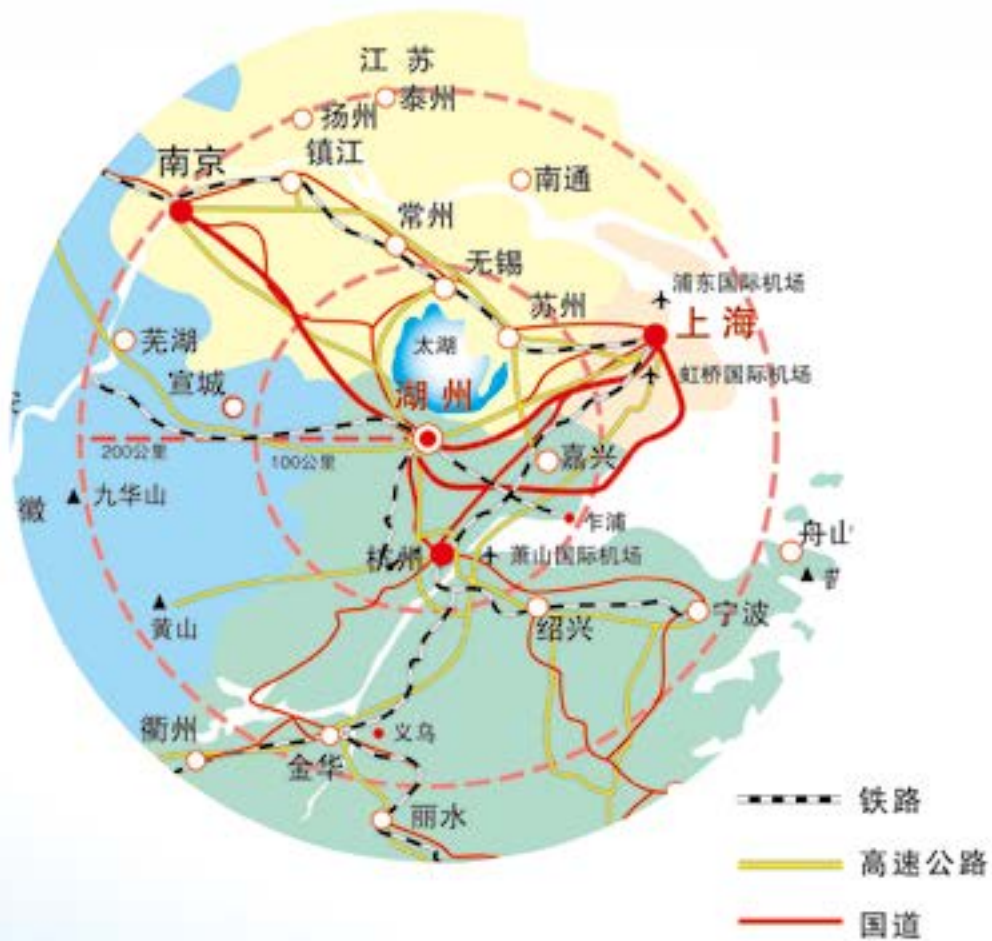 江 苏
泰州
扬州
镇江
南京
南通
常州
无锡
浦东国际机场
苏州
上海
芜湖
太湖
虹桥国际机场
宣城
湖州
200公里
100公里
嘉兴
九华山
徽
乍浦
舟山
杭州
萧山国际机场
黄山
绍兴
宁波
衢州
义乌
金华
丽水
铁路
高速公路
国道